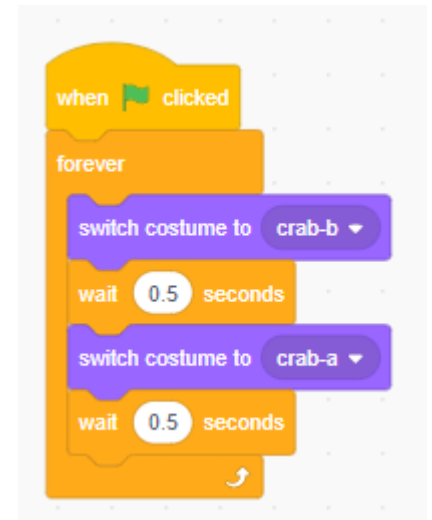 when clicked
forever
switch costume to crab-b
wait 0.5 seconds
switch costume to crab-a
wait 0.5 seconds